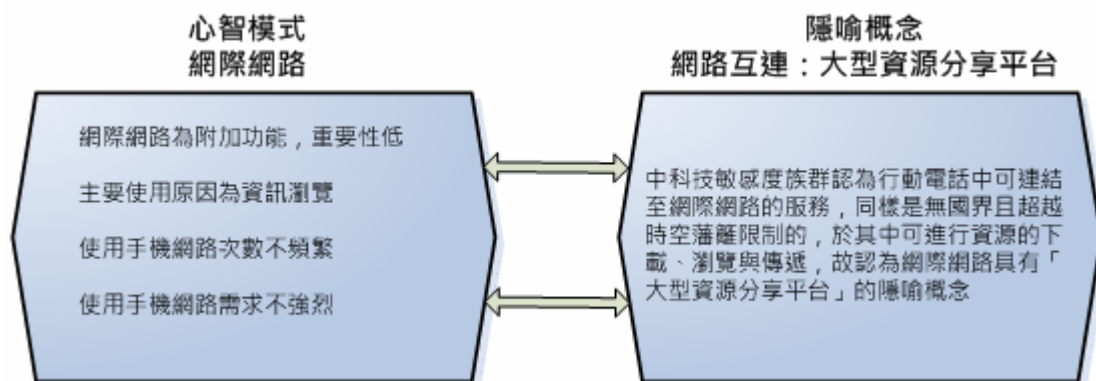 心智模式
網際網路
網際網路為附加功能，重要性低
主要使用原因為資訊瀏覽
使用手機網路次數不頻繁
使用手機網路需求不強烈
隱喻概念
網路互連：大型資源分享平台
中科技敏感度族群認為行動電話中可連結
至網際網路的服務，同樣是無國界且超越
時空藩籬限制的，於其中可進行資源的下
載、瀏覽與傳遞，故認為網際網路具有「
大型資源分享平台」的隱喻概念